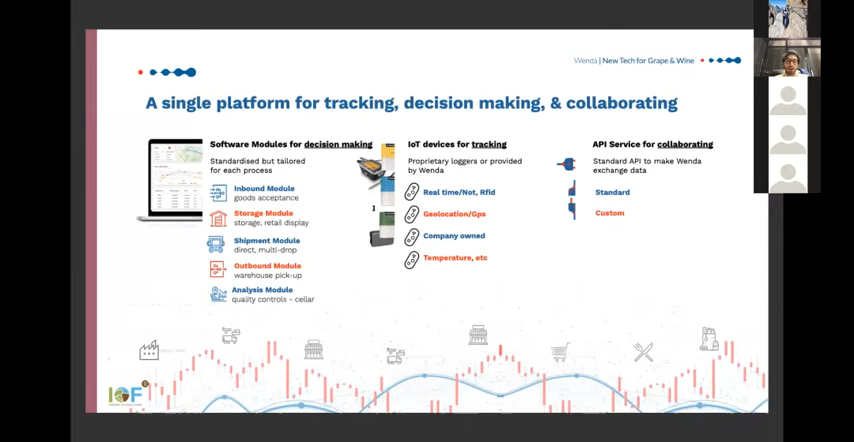 Wenda | New Tech for Grape & Wine
A single platform for tracking, decision making, & collaborating
Software Modules for decision making
Standardised but tailored
for each process
Inbound Module
goods acceptance
Storage Module
storage, retail display
Shipment Module
direct, multi-drop
Outbound Module
warehouse pick-up
Analysis Module
quality controls - cellar
IoT devices for tracking
Proprietary loggers or provided
by Wenda
Real time/Not, Rfid
Geolocation/Gps
Company owned
Temperature, etc
API Service for collaborating
Standard API to make Wenda
exchange data
Standard
Custom
IOF